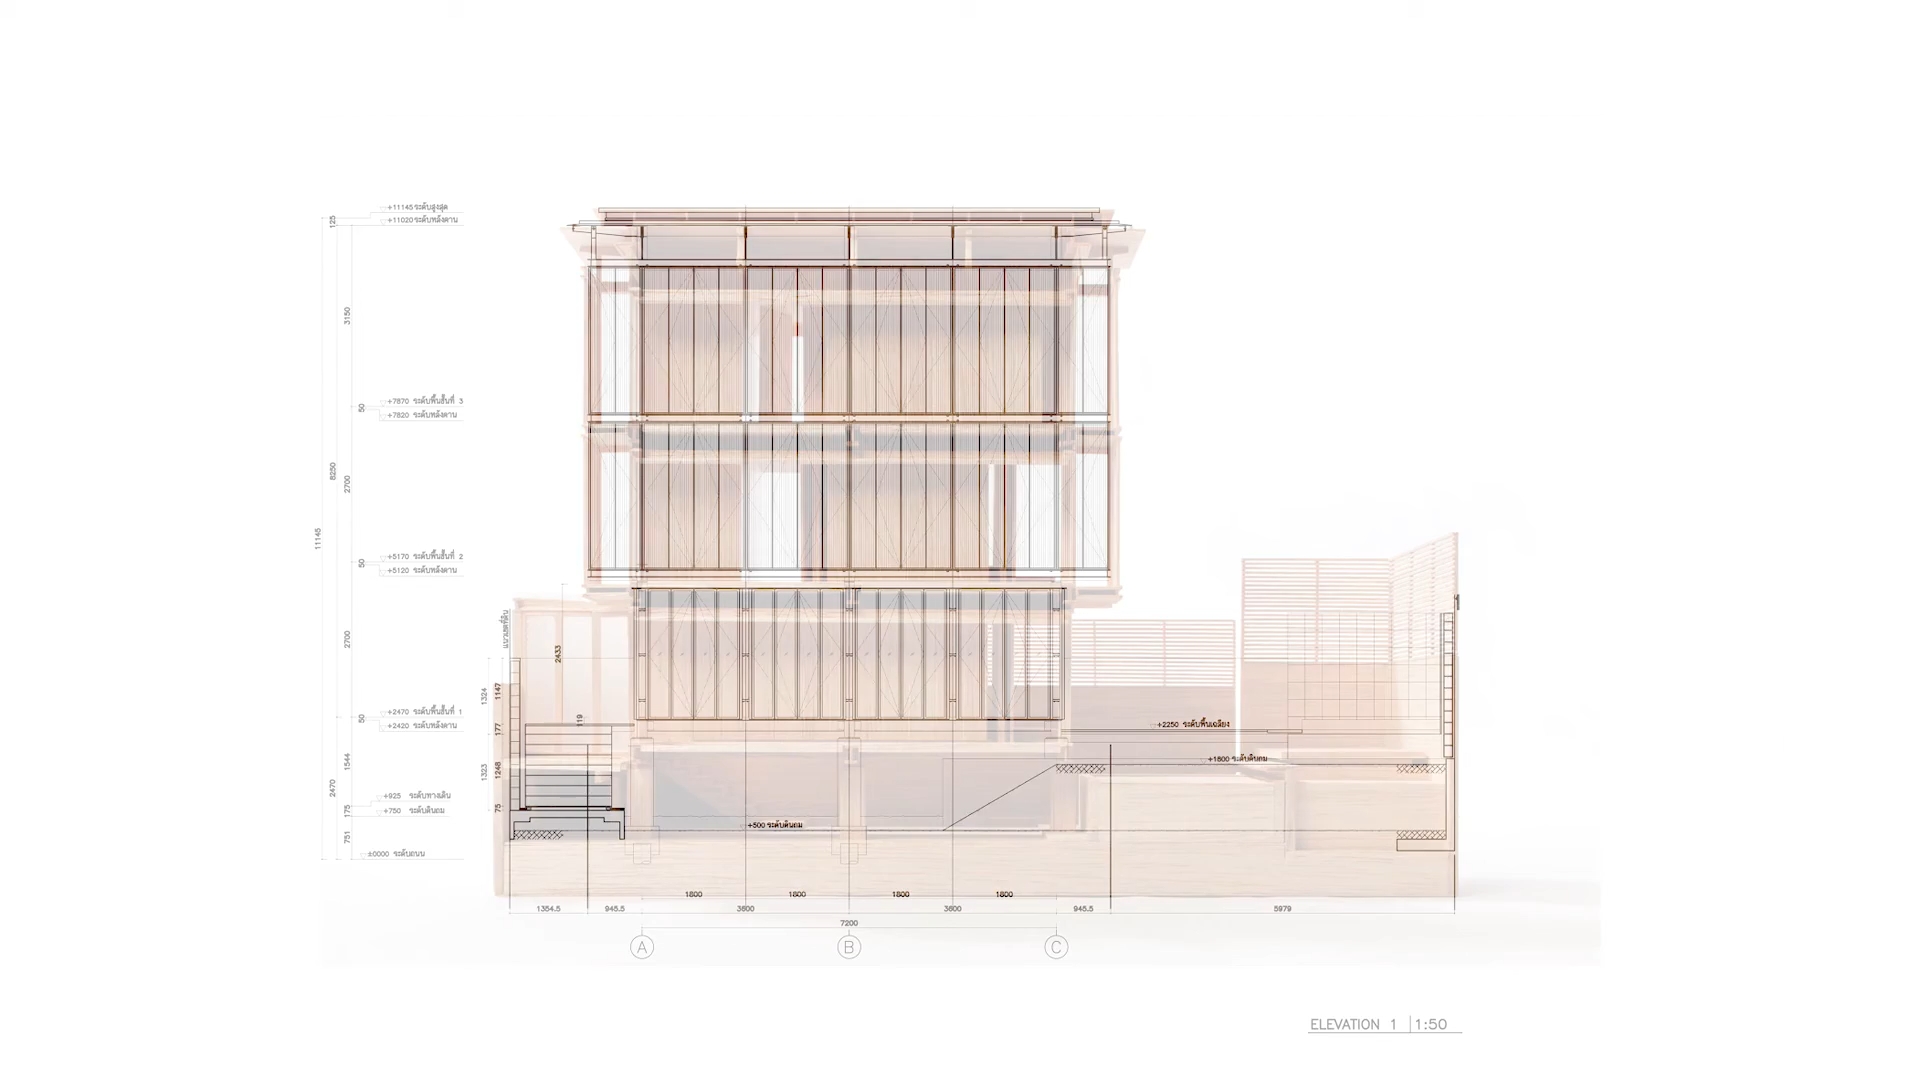 +11145 ระดับสูงสุด
+11020 ระดับหลังคาน
125
3150
+7870 ระดับพื้นชั้นที่ 3
50
+7820 ระดับหลังคาน
8250
2700
11145
+5170 ระดับพื้นชั้นที่ 2
50
+5120 ระดับหลังคาน
แนวเขตที่ดิน
2700
2433
1324
1147
+2470 ระดับพื้นชั้นที่ 1
50
+2420 ระดับหลังคาน
119
177
+2250 ระดับพื้นเฉลียง
1544
1323
1248
+1800 ระดับดินถม
2470
+925 ระดับทางเดิน
175
+750 ระดับดินถม
75
+500 ระดับดินถม
751
±0000 ระดับถนน
1800 1800 1800 1800
1354.5 945.5 3600 3600 945.5 5979
7200
A B C
ELEVATION 1 1:50